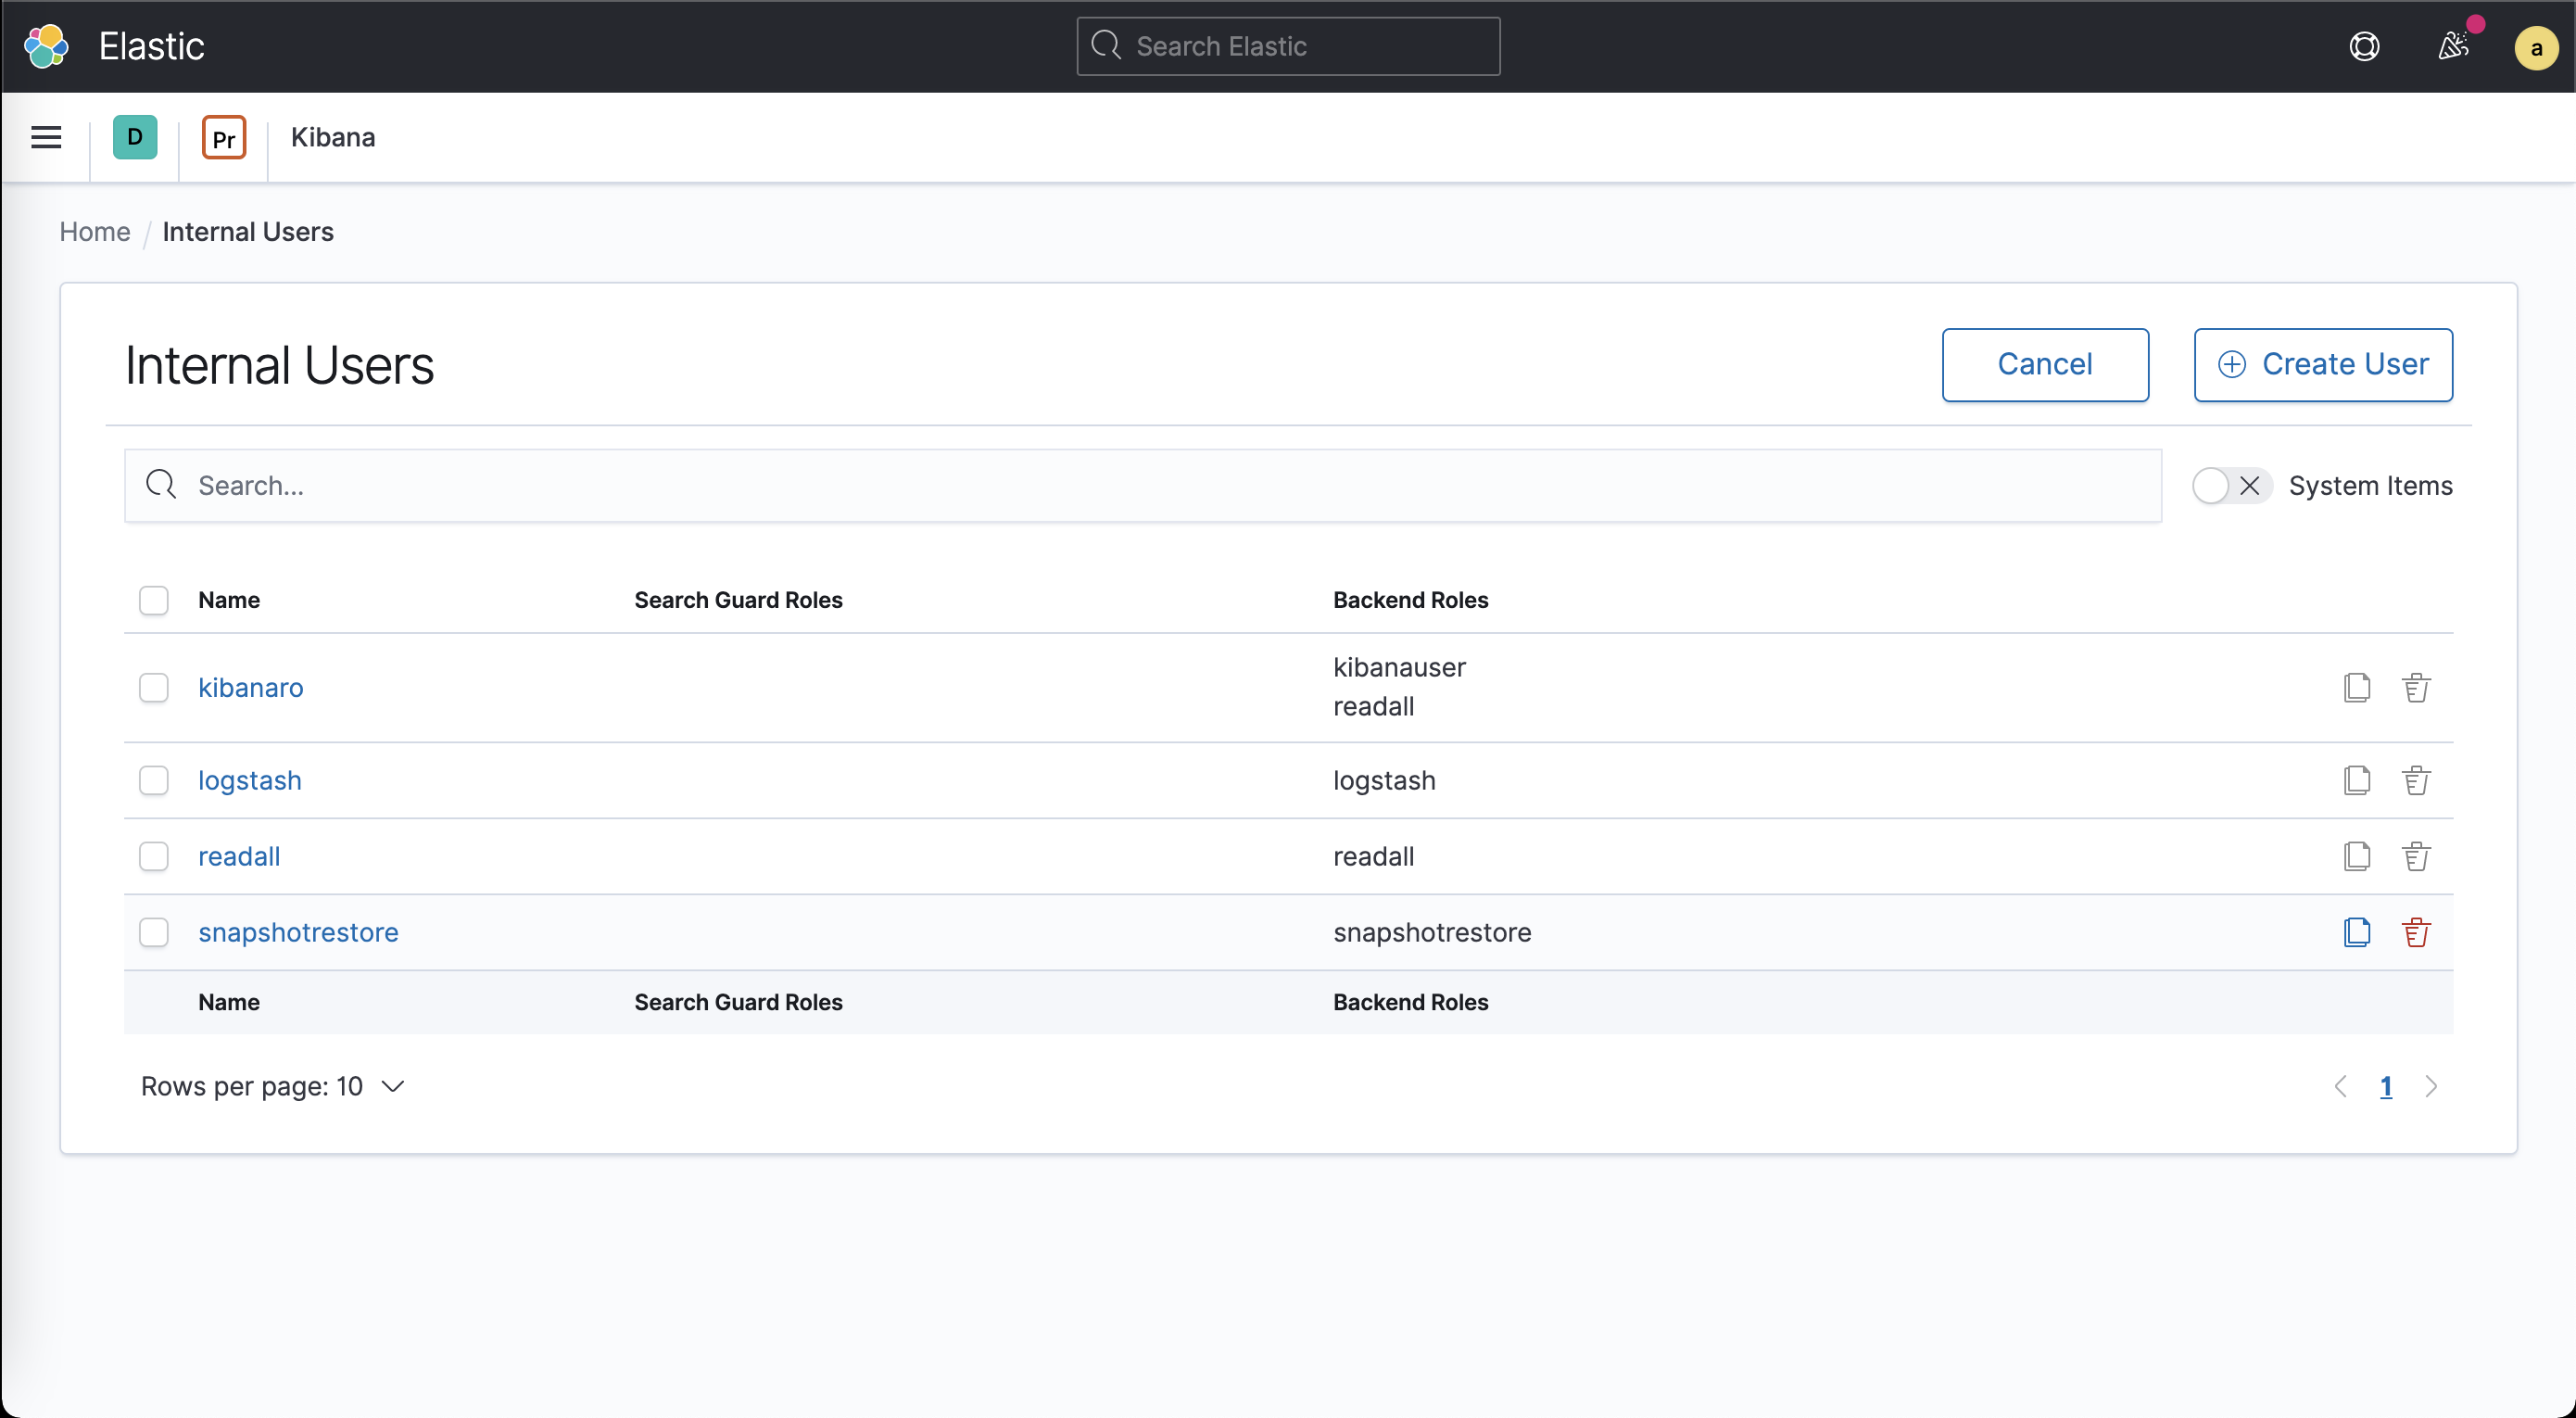 Elastic
Search Elastic
a
D
Pr
Kibana
Home / Internal Users
Internal Users
Cancel
Create User
Search...
System Items
Name Search Guard Roles Backend Roles
kibanaro kibanauser
readall
logstash logstash
readall readall
snapshotrestore snapshotrestore
Name Search Guard Roles Backend Roles
Rows per page: 10
1